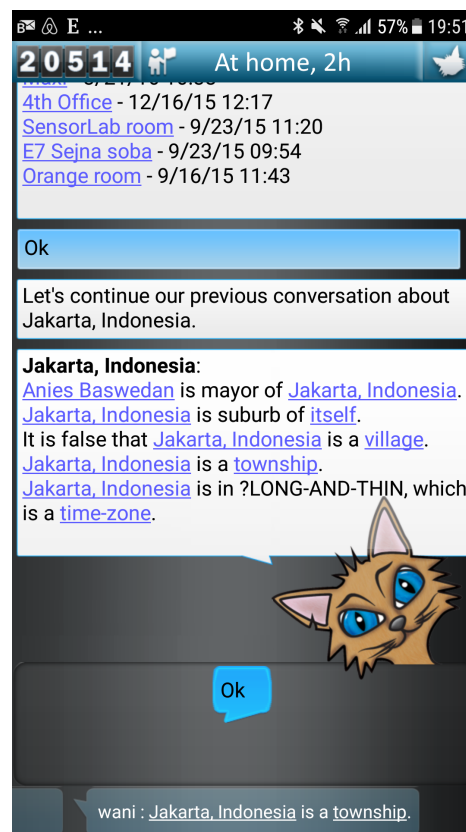 E ... 57% 19:51
20514 At home, 2h
4th Office - 12/16/15 12:17
SensorLab room - 9/23/15 11:20
E7 Sejna soba - 9/23/15 09:54
Orange room - 9/16/15 11:43
Ok
Let's continue our previous conversation about
Jakarta, Indonesia.
Jakarta, Indonesia:
Anies Baswedan is mayor of Jakarta, Indonesia.
Jakarta, Indonesia is suburb of itself.
It is false that Jakarta, Indonesia is a village.
Jakarta, Indonesia is a township.
Jakarta, Indonesia is in ?LONG-AND-THIN, which
is a time-zone.
Ok
wani : Jakarta, Indonesia is a township.